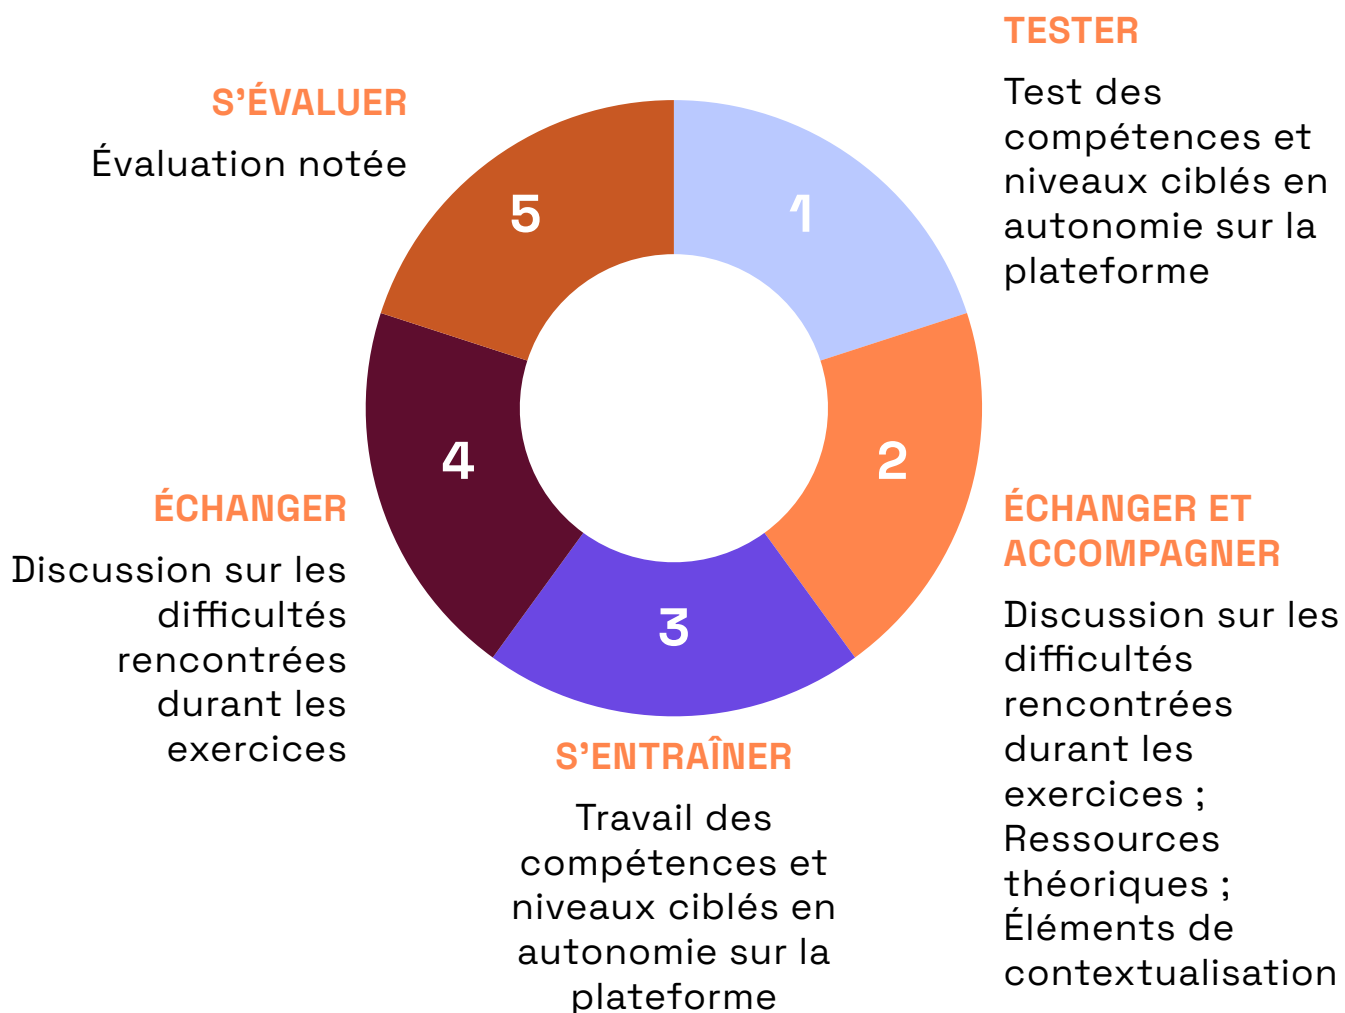 TESTER
Test des
compétences et
niveaux ciblés en
autonomie sur la
plateforme
1
2
ÉCHANGER ET
ACCOMPAGNER
Discussion sur les
difficultés
rencontrées
durant les
exercices ;
Ressources
théoriques ;
Éléments de
contextualisation
3
S’ENTRAÎNER
Travail des
compétences et
niveaux ciblés en
autonomie sur la
plateforme
4
ÉCHANGER
Discussion sur les
difficultés
rencontrées
durant les
exercices
5
S’ÉVALUER
Évaluation notée